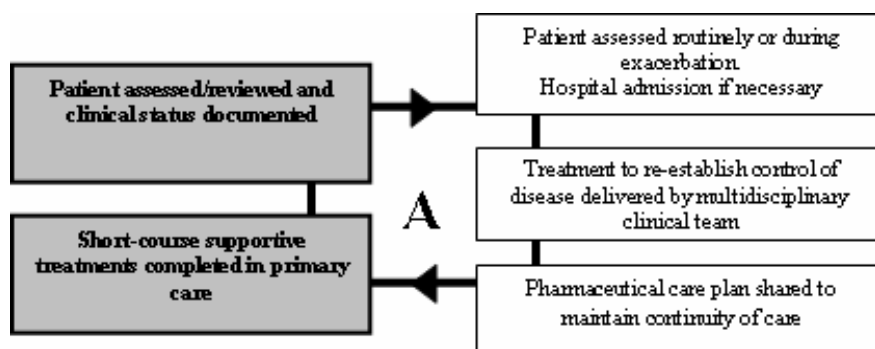 Patient assessed/reviewed and
clinical status documented
Short-course supportive
treatments completed in primary
care
A
Patient assessed routinely or during
exacerbation.
Hospital admission if necessary
Treatment to re-establish control of
disease delivered by multidisciplinary
clinical team
Pharmaceutical care plan shared to
maintain continuity of care